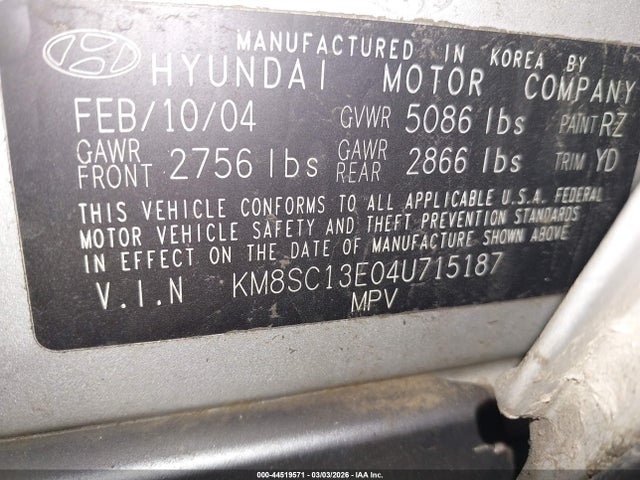 MANUFACTURED IN KOREA BY
HYUNDAI MOTOR COMPANY
FEB/10/04 GVWR 5086 lbs PAINT RZ
GAWR FRONT 2756 lbs GAWR REAR 2866 lbs TRIM YD
THIS VEHICLE CONFORMS TO ALL APPLICABLE U.S.A. FEDERAL
MOTOR VEHICLE SAFETY AND THEFT PREVENTION STANDARDS
IN EFFECT ON THE DATE OF MANUFACTURE SHOWN ABOVE
V.I.N KM8SC13E04U715187
MPV
000-44519571 | 03/03/2026 - IAA Inc.